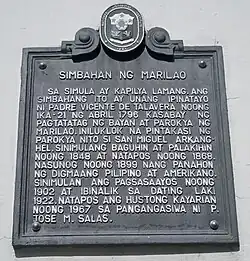 SIMBAHAN NG MARILAO
SA SIMULA AY KAPILYA LAMANG. ANG
SIMBAHANG ITO AY UNANG IPINATAYO
NI PADRE VICENTE DE TALAVERA NOONG
IKA-21 NG ABRIL 1796 KASABAY NG
PAGTATATAG NG BAYAN AT PAROKYA NG
MARILAO. INILUKLOK NA PINTAKASI NG
PAROKYA NITO SI SAN MIGUEL ARKANG
HEL. SINIMULANG BAGUHIN AT PALAKIHIN
NOONG 1848 AT NATAPOS NOONG 1868.
NASUNOG NOONG 1899 NANG PANAHON
NG DIGMAANG PILIPINO AT AMERIKANO.
SINIMULAN ANG PAGSASAAYOS NOONG
1902 AT IBINALIK SA DATING LAKI
1922. NATAPOS ANG HUSTONG KAYARIAN
NOONG 1967 SA PANGANGASIWA NI P.
JOSE M. SALAS.